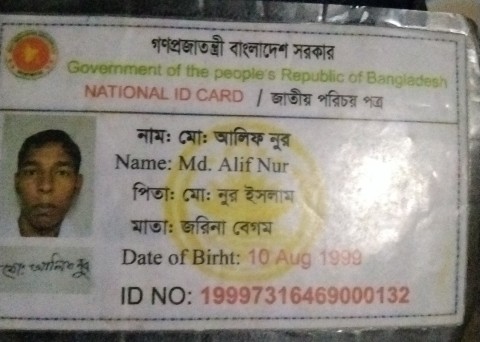 গণপ্রজাতন্ত্রী বাংলাদেশ সরকার
Government of the people's Republic of Bangladesh
NATIONAL ID CARD / জাতীয় পরিচয় পত্র
নাম: মো: আলিফ নুর
Name: Md. Alif Nur
পিতা: মো: নুর ইসলাম
মাতা: জরিনা বেগম
Date of Birht: 10 Aug 1999
মো: আলিফ নুর
ID NO: 19997316469000132